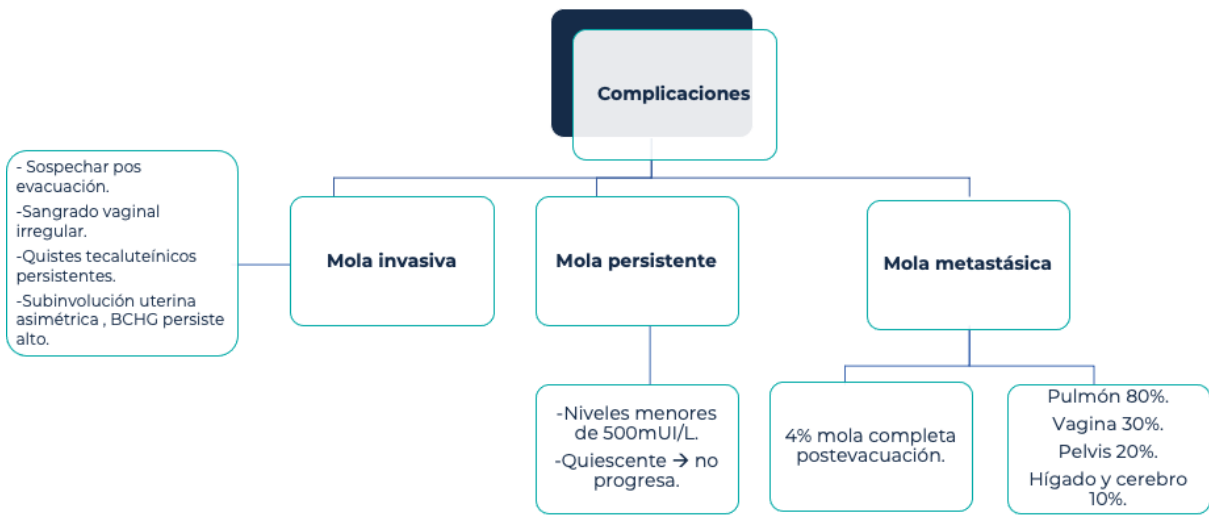 Complicaciones
- Sospechar pos
evacuación.
-Sangrado vaginal
irregular.
-Quistes tecaluteínicos
persistentes.
-Subinvolución uterina
asimétrica , BCHG persiste
alto.
Mola invasiva
Mola persistente
Mola metastásica
-Niveles menores
de 500mUI/L.
-Quiescente → no
progresa.
4% mola completa
postevacuación.
Pulmón 80%.
Vagina 30%.
Pelvis 20%.
Hígado y cerebro
10%.